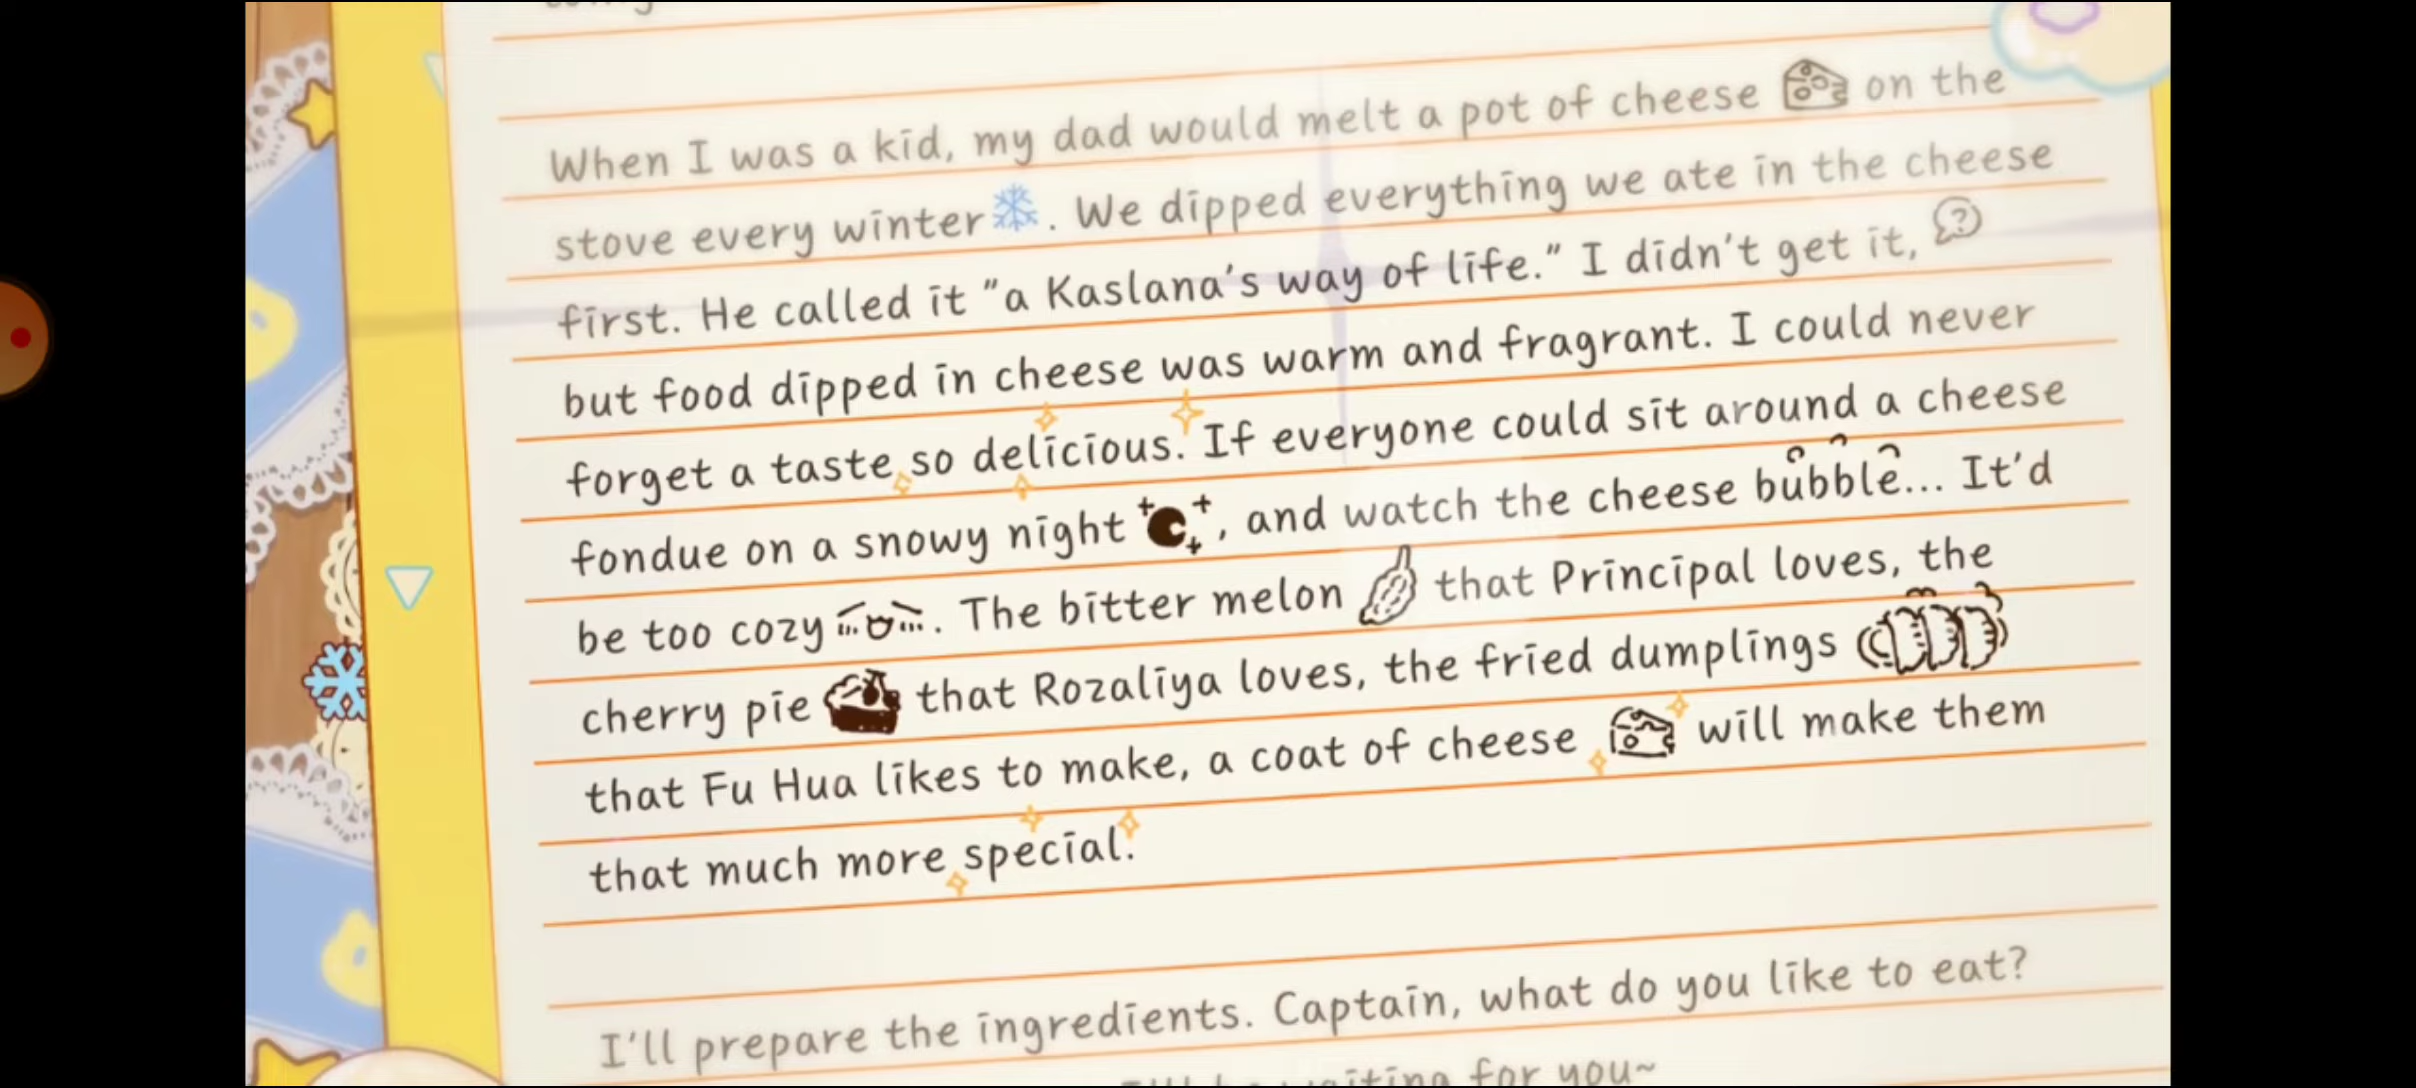 When I was a kid, my dad would melt a pot of cheese on the
stove every winter. We dipped everything we ate in the cheese
first. He called it "a Kaslana's way of life." I didn't get it, ?
but food dipped in cheese was warm and fragrant. I could never
forget a taste so delicious. If everyone could sit around a cheese
fondue on a snowy night, and watch the cheese bubble... It'd
be too cozy. The bitter melon that Principal loves, the
cherry pie that Rozaliya loves, the fried dumplings
that Fu Hua likes to make, a coat of cheese will make them
that much more special.
I'll prepare the ingredients. Captain, what do you like to eat?
for you~